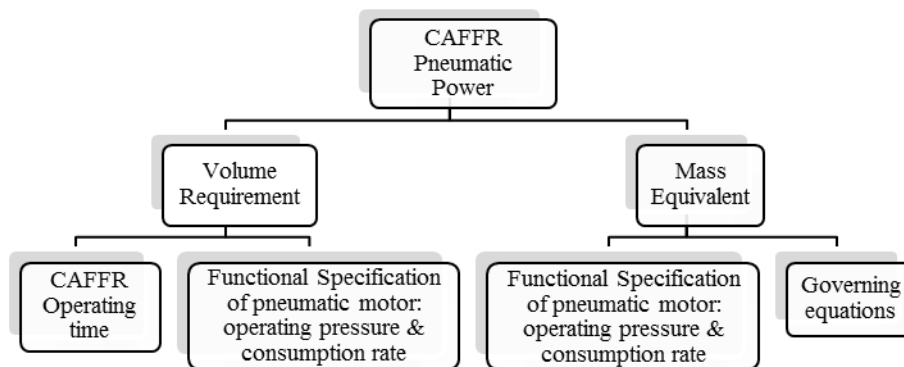 CAFFR
Pneumatic
Power
Volume
Requirement
Mass
Equivalent
CAFFR
Operating
time
Functional Specification
of pneumatic motor:
operating pressure &
consumption rate
Functional Specification
of pneumatic motor:
operating pressure &
consumption rate
Governing
equations